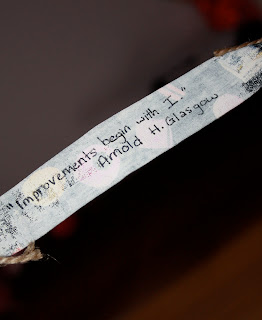 "Improvements begin with I."
Arnold H. Glasgow